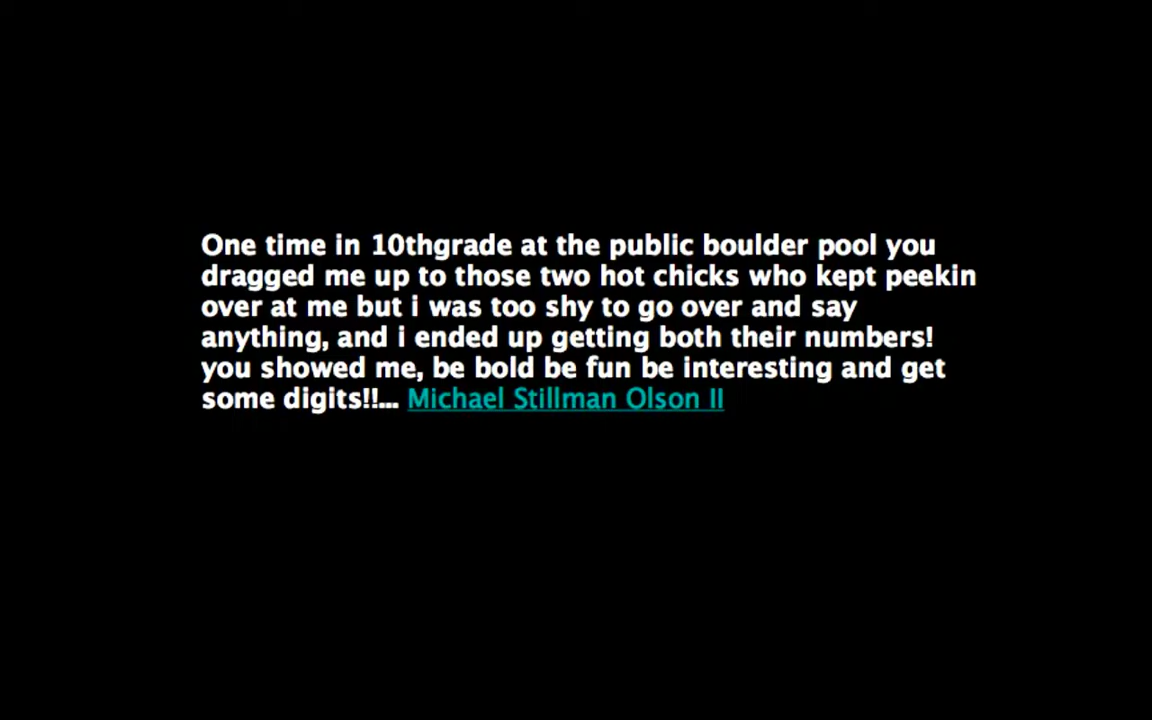 One time in 10thgrade at the public boulder pool you
dragged me up to those two hot chicks who kept peekin
over at me but i was too shy to go over and say
anything, and i ended up getting both their numbers!
you showed me, be bold be fun be interesting and get
some digits!!... Michael Stillman Olson II